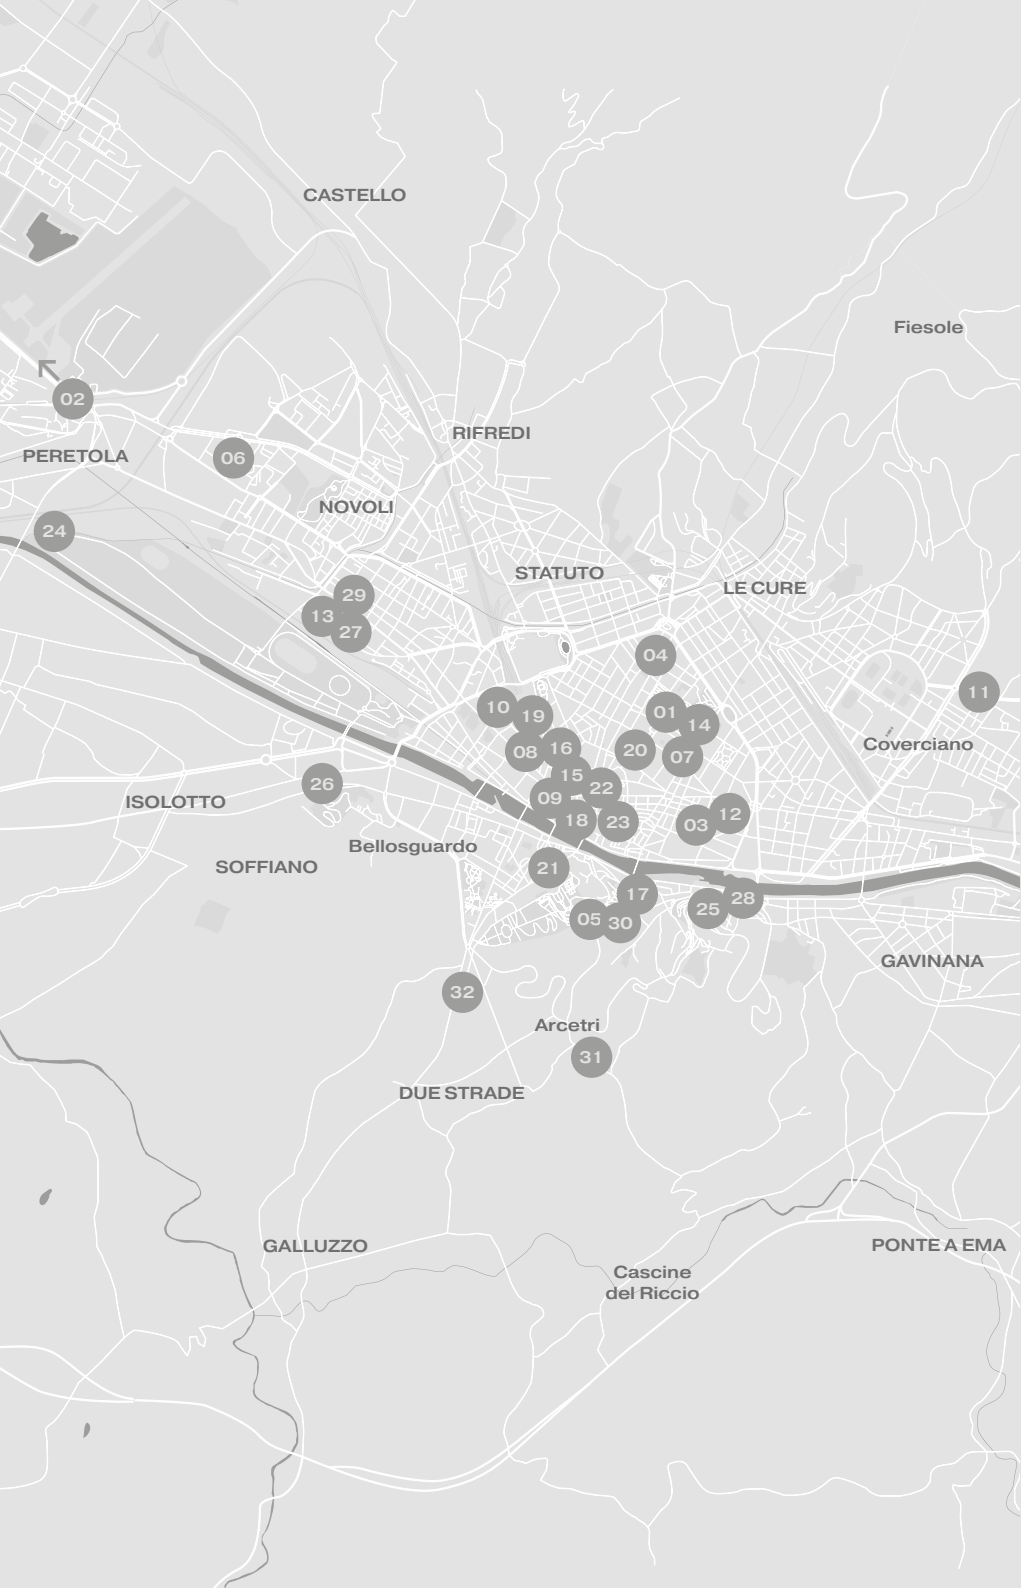 CASTELLO
Fiesole
02
RIFREDI
PERETOLA
06
NOVOLI
24
STATUTO
LE CURE
29
13
27
04
11
10
19
01
14
Coverciano
08
16
20
07
15
26
22
09
ISOLOTTO
12
18
23
03
Bellosguardo
SOFFIANO
21
17
28
25
05
30
GAVINANA
32
Arcetri
31
DUE STRADE
GALLUZZO
PONTE A EMA
Cascine
del Riccio